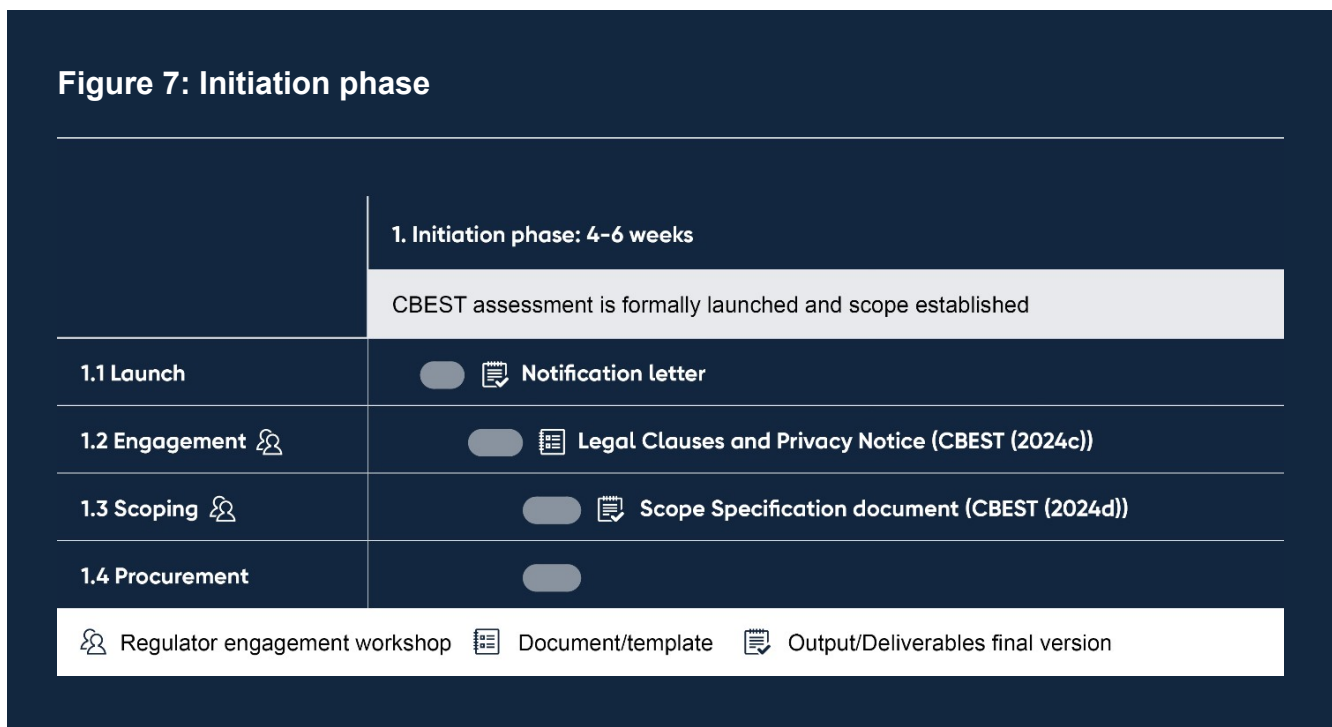 Figure 7: Initiation phase
1. Initiation phase: 4-6 weeks
CBEST assessment is formally launched and scope established
1.1 Launch
Notification letter
1.2 Engagement
Legal Clauses and Privacy Notice (CBEST (2024c))
1.3 Scoping
Scope Specification document (CBEST (2024d))
1.4 Procurement
Regulator engagement workshop
Document/template
Output/Deliverables final version